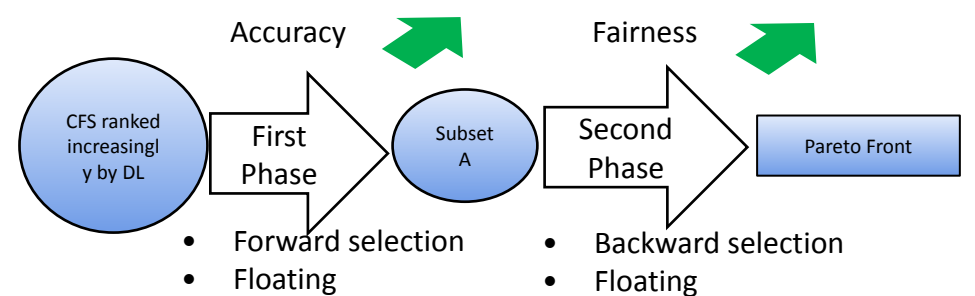 Accuracy
Fairness
CFS ranked
increasingl
y by DL
First
Phase
Subset
A
Second
Phase
Pareto Front
• Forward selection
• Floating
• Backward selection
• Floating